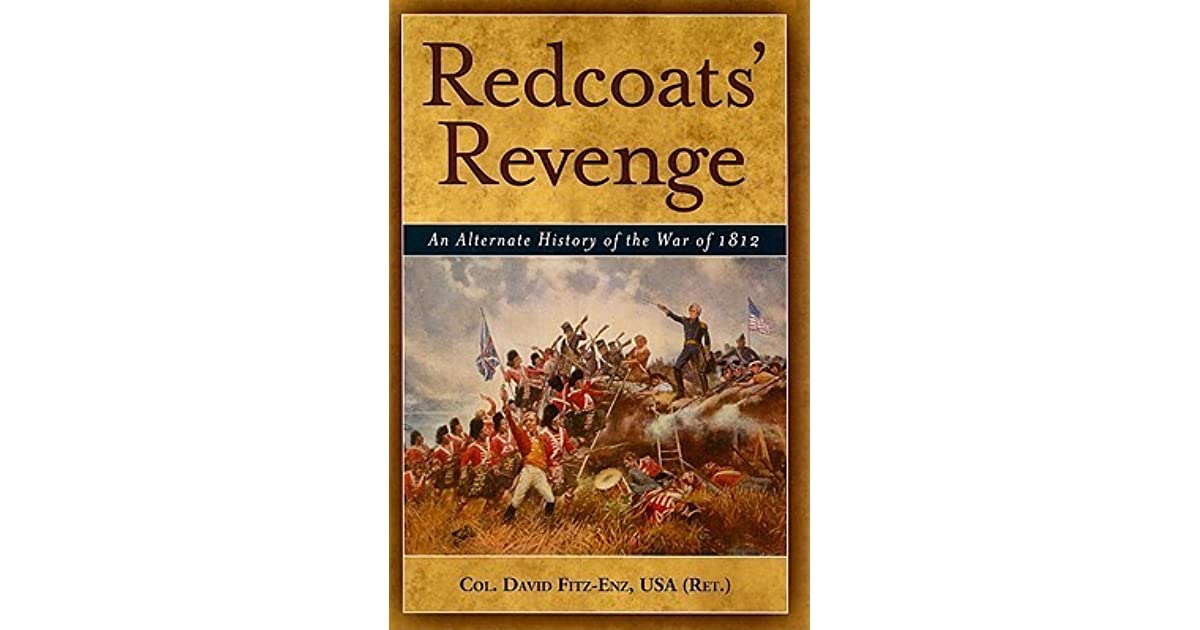 Redcoats’
Revenge
An Alternate History of the War of 1812
Col. David Fitz-Enz, USA (Ret.)